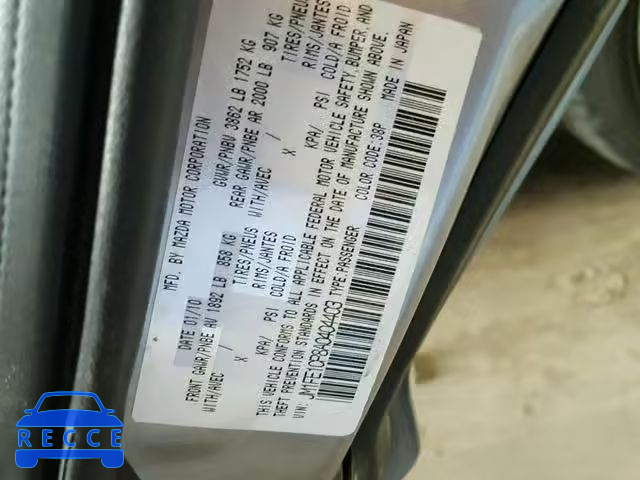 MFD. BY MAZDA MOTOR CORPORATION
DATE 01/10 GVWR/PNBV 3862 LB 1752 KG
FRONT GAWR/PNBE AV 1892 LB 858 KG REAR GAWR/PNBE AR 2000 LB 907 KG
WITH/AVEC TIRES/PNEUS WITH/AVEC TIRES/PNEU
/ X RIMS/JANTES / X RIMS/JANTES
KPA/ PSI COLD/A FROID KPA/ PSI COLD/A FROID
THIS VEHICLE CONFORMS TO ALL APPLICABLE FEDERAL MOTOR VEHICLE SAFETY, BUMPER, AND
THEFT PREVENTION STANDARDS IN EFFECT ON THE DATE OF MANUFACTURE SHOWN ABOVE.
VIN: JM1FE1CP8A0404403 TYPE:PASSENGER COLOR CODE:38P MADE IN JAPAN
RECCE